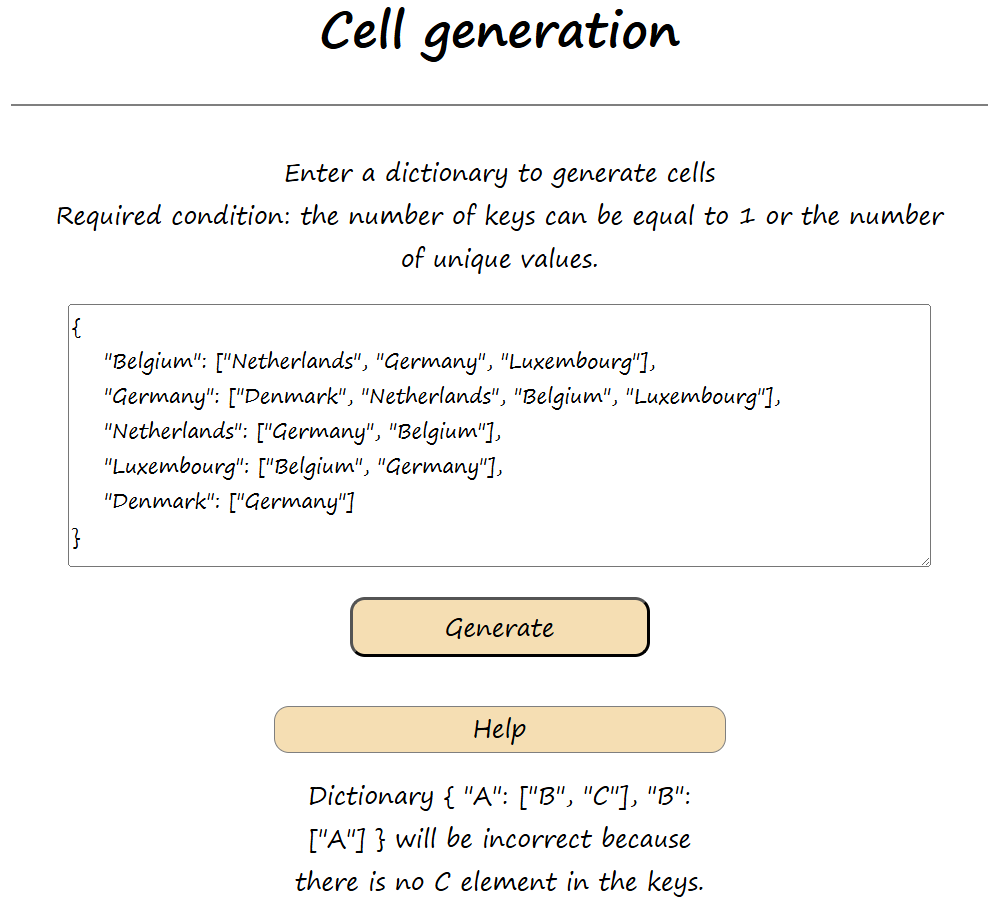 Cell generation
Enter a dictionary to generate cells
Required condition: the number of keys can be equal to 1 or the number
of unique values.
{
"Belgium": ["Netherlands", "Germany", "Luxembourg"],
"Germany": ["Denmark", "Netherlands", "Belgium", "Luxembourg"],
"Netherlands": ["Germany", "Belgium"],
"Luxembourg": ["Belgium", "Germany"],
"Denmark": ["Germany"]
}
Generate
Help
Dictionary { "A": ["B", "C"], "B":
["A"] } will be incorrect because
there is no C element in the keys.